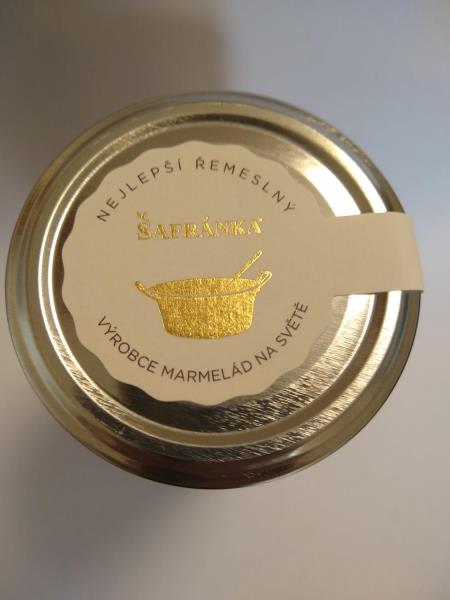 NEJLEPŠÍ ŘEMESLNÝ
ŠAFRÁNKA
VÝROBCE MARMELÁD NA SVĚTĚ